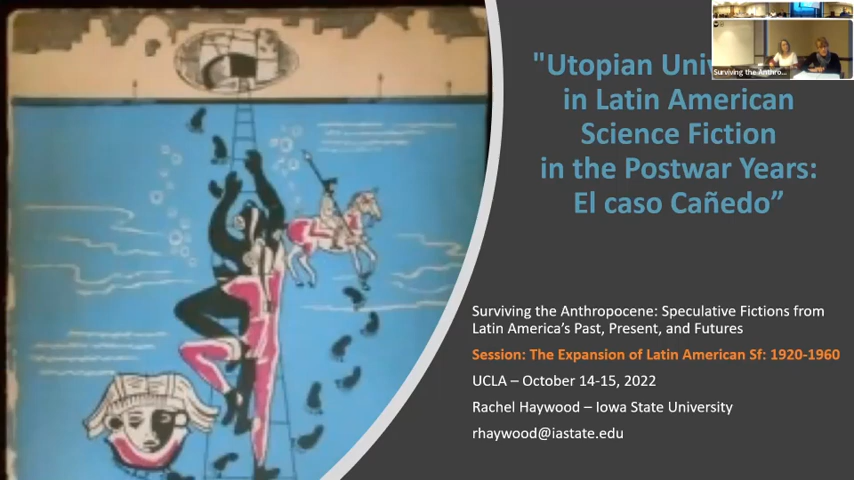 "Utopian Uni
in Latin American
Science Fiction
in the Postwar Years:
El caso Cañedo”
Surviving the Anthro...
Surviving the Anthropocene: Speculative Fictions from
Latin America’s Past, Present, and Futures
Session: The Expansion of Latin American Sf: 1920-1960
UCLA – October 14-15, 2022
Rachel Haywood – Iowa State University
rhaywood@iastate.edu